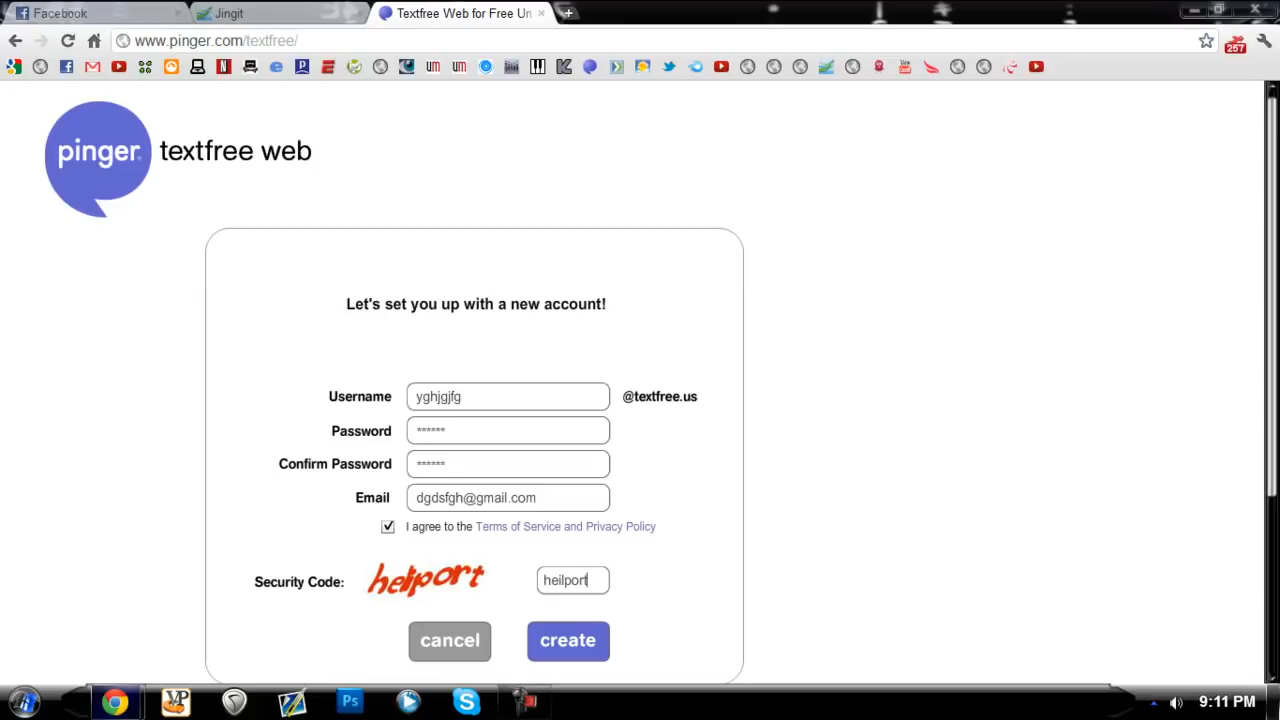 Facebook
Jingit
Textfree Web for Free Un
www.pinger.com/textfree/
257
pinger textfree web
Let's set you up with a new account!
Username yghjgjfg @textfree.us
Password ******
Confirm Password ******
Email dgdsfgh@gmail.com
I agree to the Terms of Service and Privacy Policy
Security Code: heilport heilport
cancel create
9:11 PM